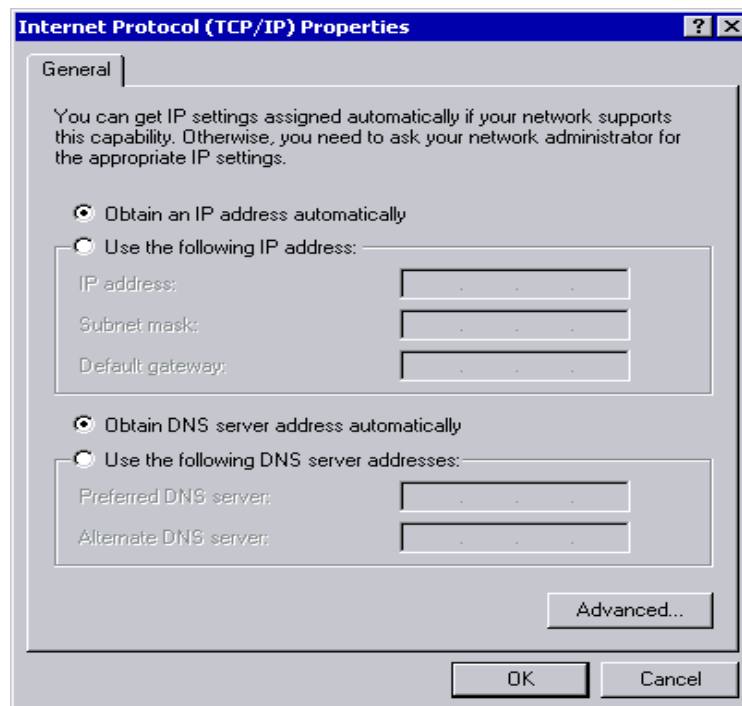 Internet Protocol (TCP/IP) Properties
General
You can get IP settings assigned automatically if your network supports
this capability. Otherwise, you need to ask your network administrator for
the appropriate IP settings.
Obtain an IP address automatically
Use the following IP address:
IP address:
Subnet mask:
Default gateway:
Obtain DNS server address automatically
Use the following DNS server addresses:
Preferred DNS server:
Alternate DNS server:
Advanced...
OK
Cancel